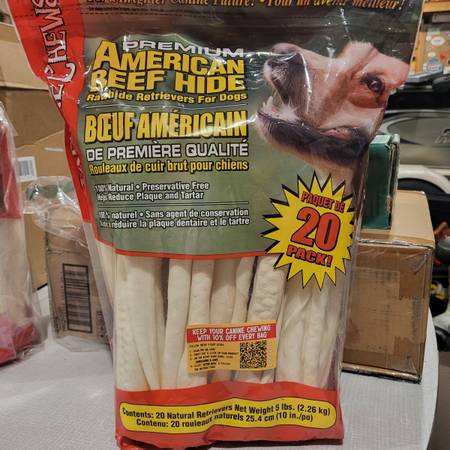 Canine Future! • Pour un avenir meilleur!
CHEWS
PREMIUM
AMERICAN
BEEF HIDE
Rawhide Retrievers For Dogs
BŒUF AMÉRICAIN
DE PREMIÈRE QUALITÉ
Rouleaux de cuir brut pour chiens
100% Natural • Preservative Free
Helps Reduce Plaque and Tartar
100% naturel • Sans agent de conservation
à réduire la plaque dentaire et le tartre
PAQUET DE
20
PACK!
KEEP YOUR CANINE CHEWING
WITH 10% OFF EVERY BAG
Contents: 20 Natural Retrievers Net Weight 5 lbs. (2.26 kg)
Contenu: 20 rouleaux naturels 25.4 cm (10 in./po)